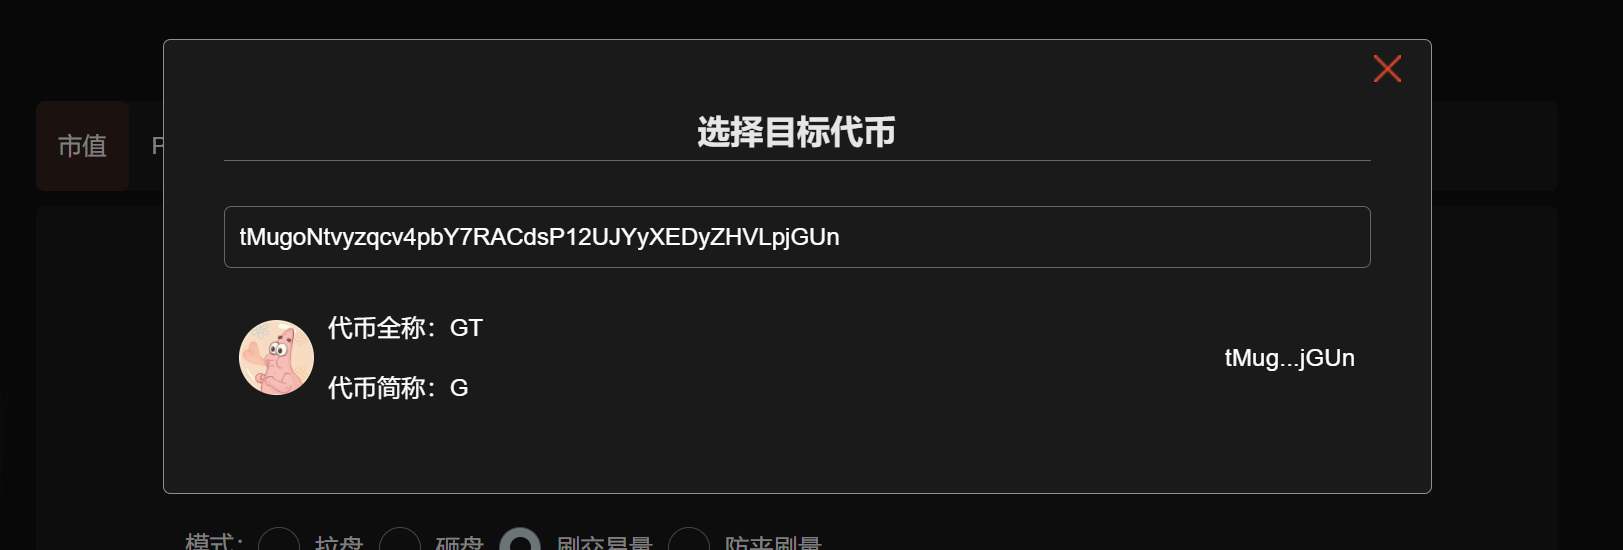 选择目标代币
市值
tMugoNtvyzqcv4pbY7RACdsP12UJYyXEDyZHVLpjGUn
代币全称：GT
tMug...jGUn
代币简称：G
模式： 拉盘 砸盘 刷交易量 防夹刷量